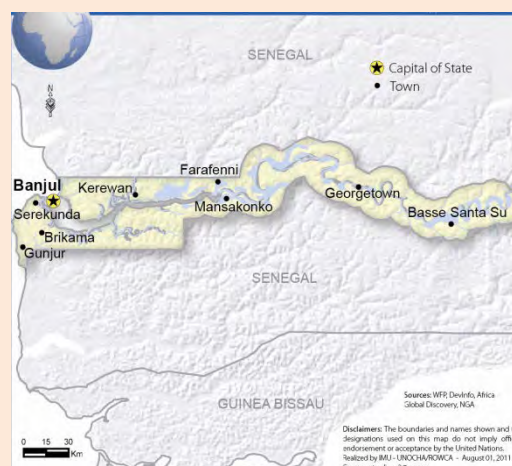 SENEGAL
Capital of State
Town
N
Farafenni
Banjul
Kerewan
Georgetown
Serekunda
Mansakonko
Basse Santa Su
Brikama
Gunjur
SENEGAL
GUINEA BISSAU
Sources: WFP, DevInfo, Africa
Global Discovery, NGA
0 15 30
Km
Disclaimers: The boundaries and names shown and
designations used on this map do not imply offi
endorsement or acceptance by the United Nations.
Realized by IMU - UNOCHA/ROWCA - August 01, 2011